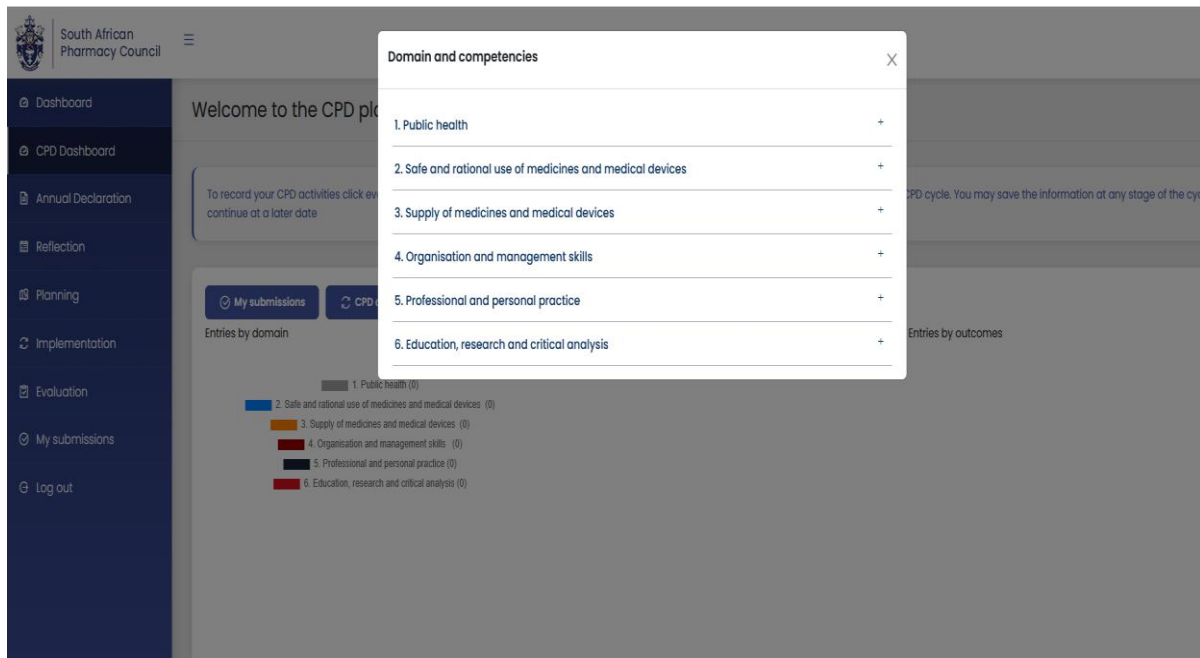 South African
Pharmacy Council
Dashboard
CPD Dashboard
Annual Declaration
Reflection
Planning
Implementation
Evaluation
My submissions
Log out
Welcome to the CPD
Domain and competencies
X
1. Public health +
2. Safe and rational use of medicines and medical devices +
3. Supply of medicines and medical devices +
4. Organisation and management skills +
5. Professional and personal practice +
6. Education, research and critical analysis +
To record your CPD activities click
CPD cycle. You may save the information at any stage of the
continue at a later date
My submissions
CPD
Entries by domain
Entries by outcomes
1. Public health (0)
2. Safe and rational use of medicines and medical devices (0)
3. Supply of medicines and medical devices (0)
4. Organisation and management skills (0)
5. Professional and personal practice (0)
6. Education, research and critical analysis (0)